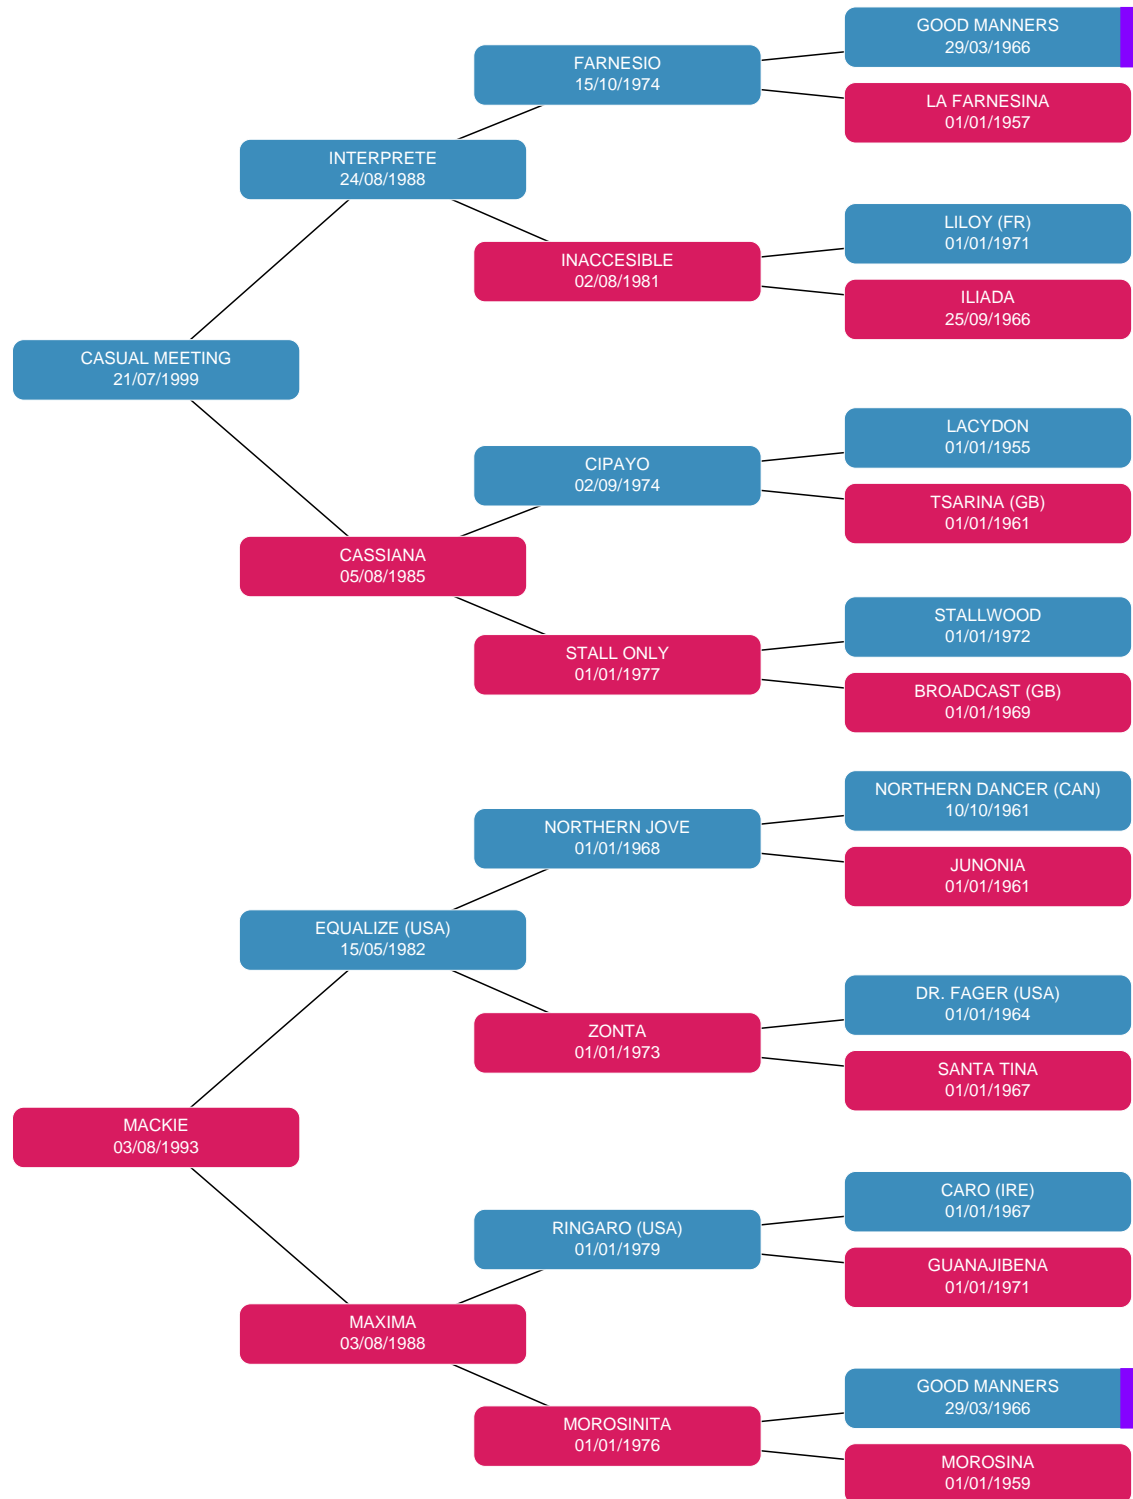 GOOD MANNERS
29/03/1966
FARNESIO
15/10/1974
LA FARNESINA
01/01/1957
INTERPRETE
24/08/1988
LILOY (FR)
01/01/1971
INACCESIBLE
02/08/1981
ILIADA
25/09/1966
CASUAL MEETING
21/07/1999
LACYDON
01/01/1955
CIPAYO
02/09/1974
TSARINA (GB)
01/01/1961
CASSIANA
05/08/1985
STALLWOOD
01/01/1972
STALL ONLY
01/01/1977
BROADCAST (GB)
01/01/1969
NORTHERN DANCER (CAN)
10/10/1961
NORTHERN JOVE
01/01/1968
JUNONIA
01/01/1961
EQUALIZE (USA)
15/05/1982
DR. FAGER (USA)
01/01/1964
ZONTA
01/01/1973
SANTA TINA
01/01/1967
MACKIE
03/08/1993
CARO (IRE)
01/01/1967
RINGARO (USA)
01/01/1979
GUANAJIBENA
01/01/1971
MAXIMA
03/08/1988
GOOD MANNERS
29/03/1966
MOROSINITA
01/01/1976
MOROSINA
01/01/1959